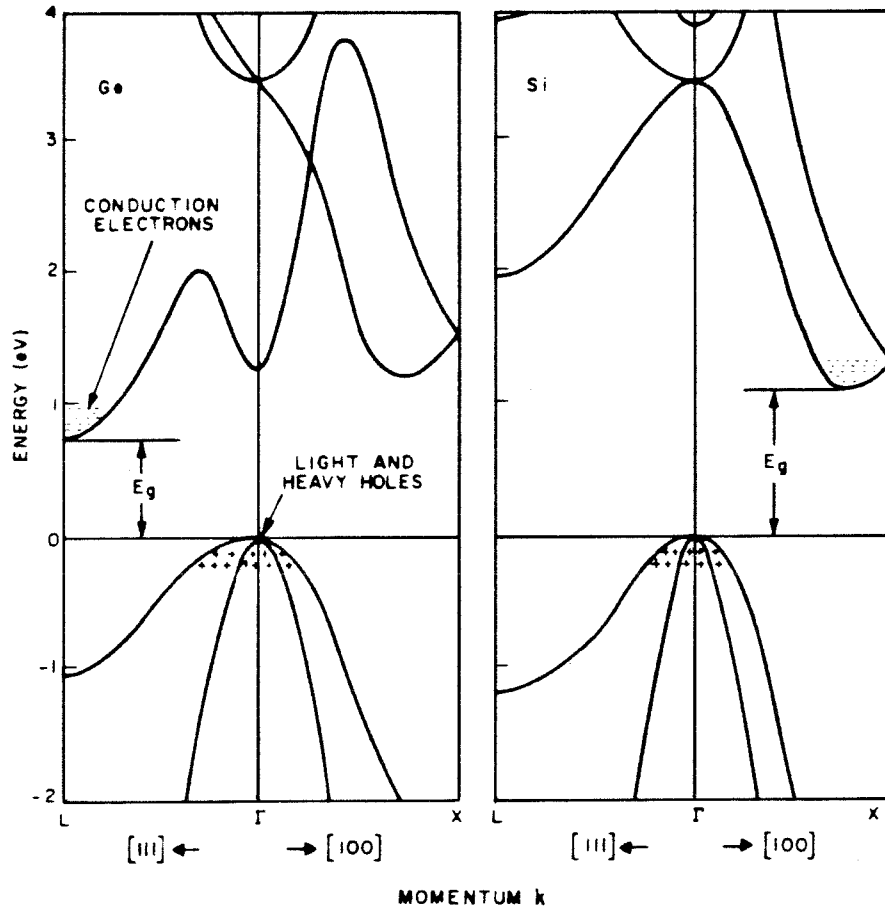 4
3
2
1
0
-1
-2
ENERGY (eV)
Ge
CONDUCTION
ELECTRONS
Eg
LIGHT AND
HEAVY HOLES
L
Γ
X
[111] ← → [100]
Si
Eg
L
Γ
X
[111] ← → [100]
MOMENTUM k